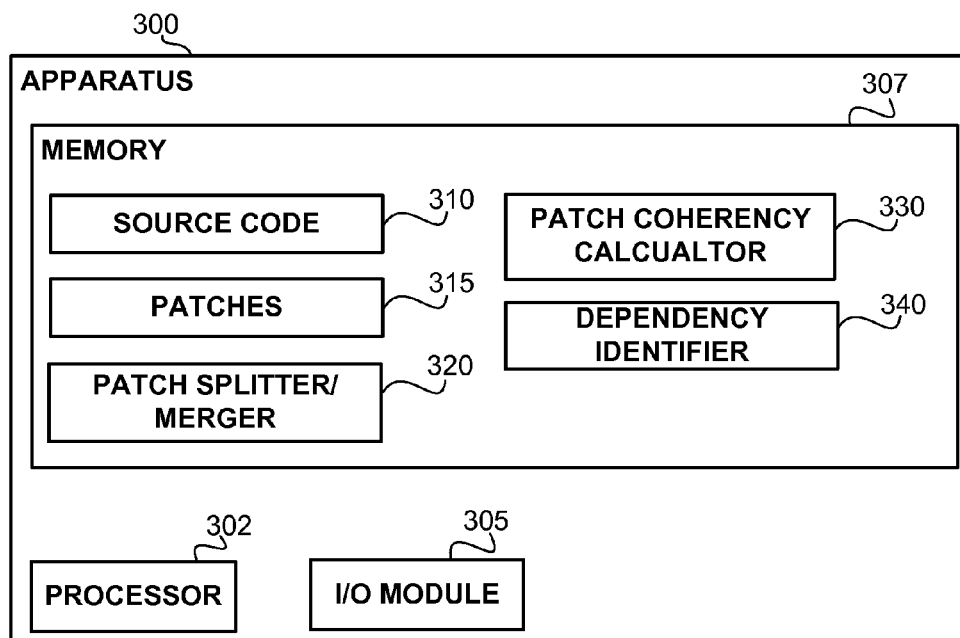 300
APPARATUS
307
MEMORY
SOURCE CODE
310
PATCHES
315
PATCH SPLITTER/
MERGER
320
PATCH COHERENCY
CALCUALTOR
330
DEPENDENCY
IDENTIFIER
340
302
PROCESSOR
305
I/O MODULE